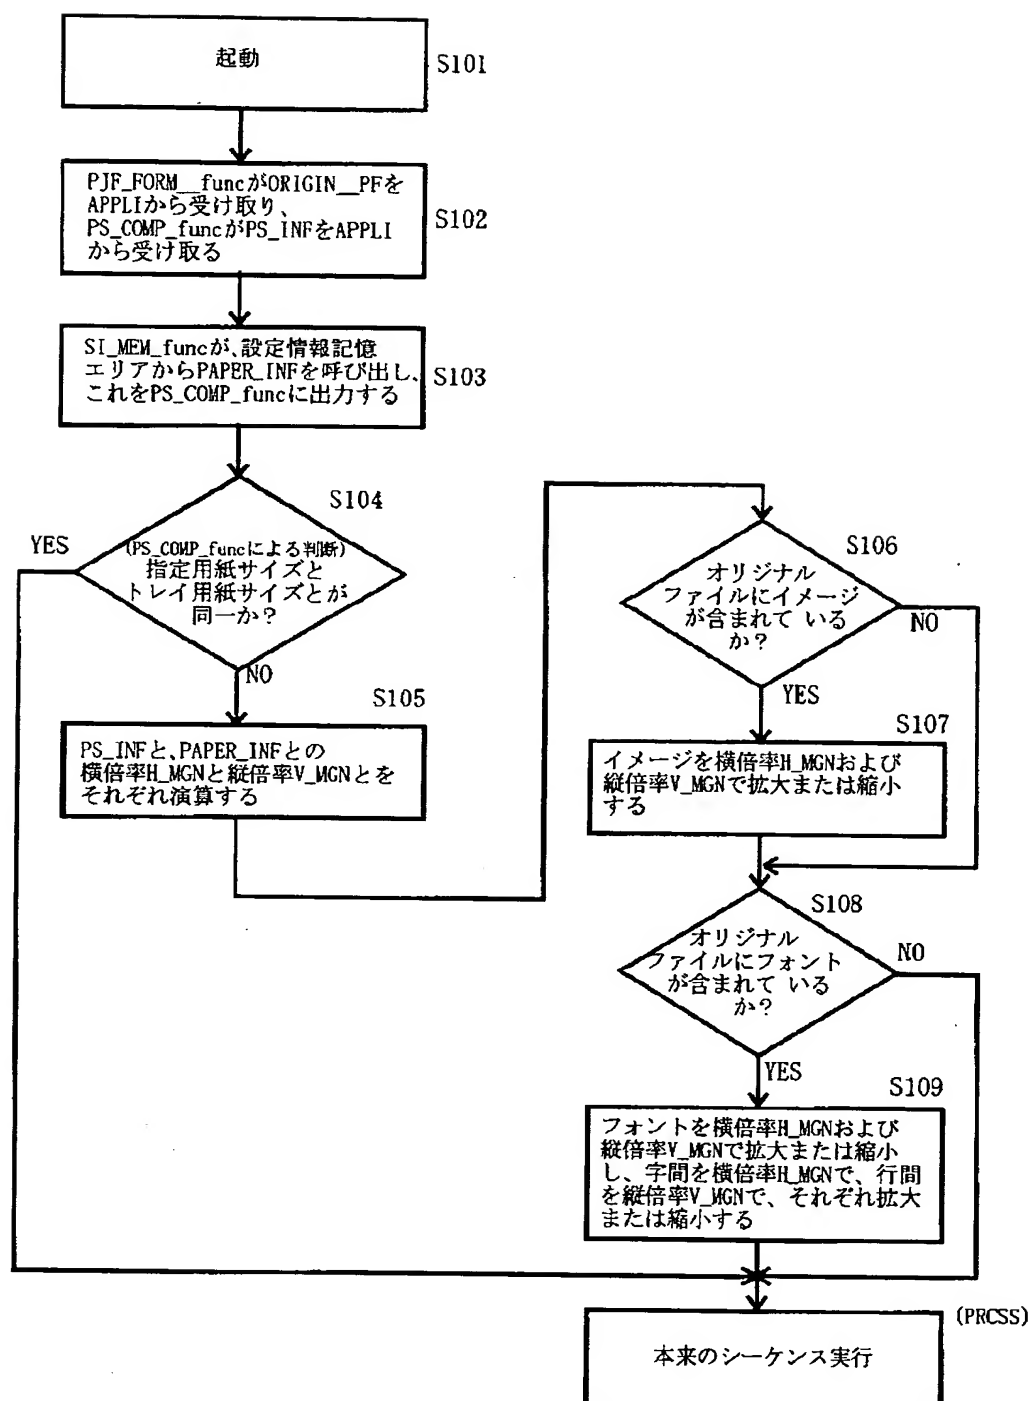 起動
S101
PJF_FORM__funcがORIGIN__PFを
APPLIから受け取り、
PS_COMP_funcがPS_INFをAPPLI
から受け取る
S102
SI_MEM_funcが、設定情報記憶
エリアからPAPER_INFを呼び出し、
これをPS_COMP_funcに出力する
S103
S104
YES
(PS_COMP_funcによる判断)
指定用紙サイズと
トレイ用紙サイズとが
同一か?
NO
S105
PS_INFと、PAPER_INFとの
横倍率H_MGNと縦倍率V_MGNとを
それぞれ演算する
S106
オリジナル
ファイルにイメージ
が含まれて いる
か?
NO
YES
S107
イメージを横倍率H_MGNおよび
縦倍率V_MGNで拡大または縮小
する
S108
オリジナル
ファイルにフォント
が含まれて いる
か?
NO
YES
S109
フォントを横倍率H_MGNおよび
縦倍率V_MGNで拡大または縮小
し、字間を横倍率H_MGNで、行間
を縦倍率V_MGNで、それぞれ拡大
または縮小する
(PRCSS)
本来のシーケンス実行